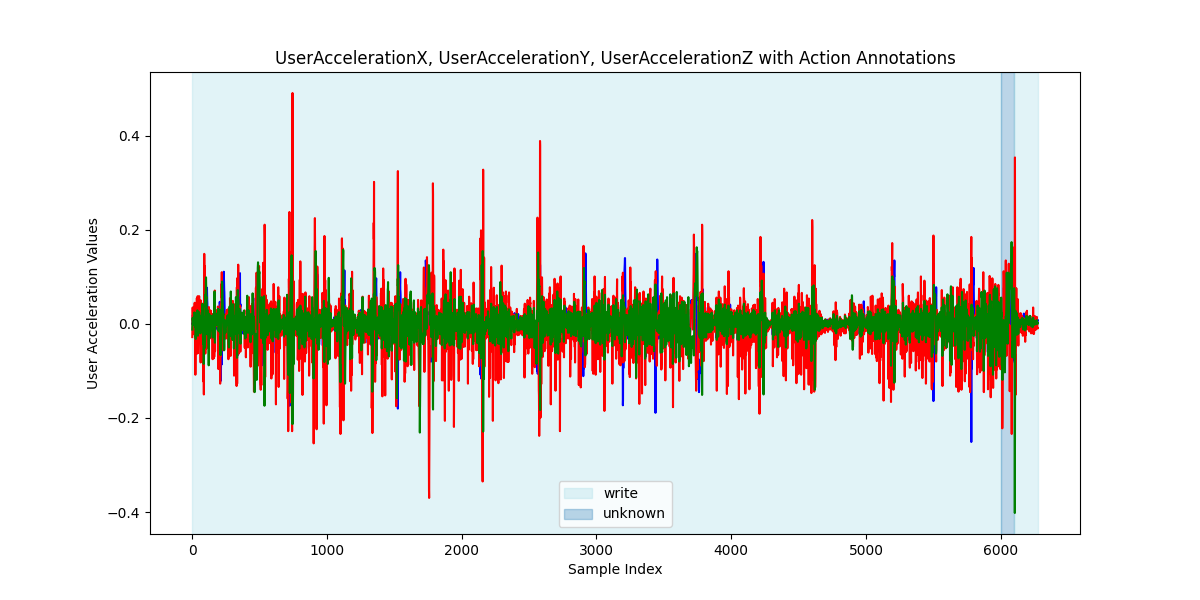 UserAccelerationX, UserAccelerationY, UserAccelerationZ with Action Annotations
User Acceleration Values
0.4
0.2
0.0
−0.2
−0.4
write
unknown
0 1000 2000 3000 4000 5000 6000
Sample Index